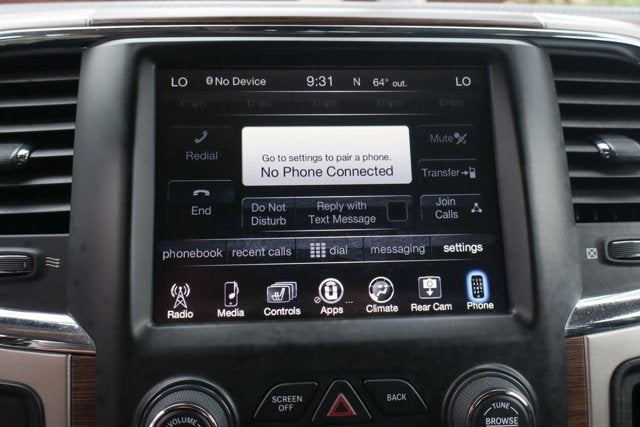 LO No Device 9:31 N 64° out. LO
Empty Empty Empty Empty Empty
Redial
Go to settings to pair a phone.
No Phone Connected
Mute
Transfer
End
Do Not Disturb
Reply with Text Message
Join Calls
phonebook recent calls dial messaging settings
Radio Media Controls Apps Climate Rear Cam Phone
VOLUME
SCREEN OFF
BACK
TUNE
BROWSE